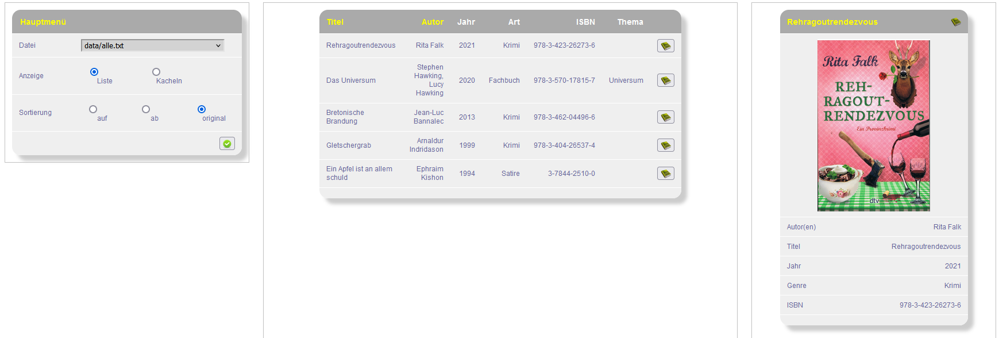 Hauptmenü
Datei data/alle.txt
Anzeige Liste Kacheln
Sortierung auf ab original
Titel Autor Jahr Art ISBN Thema
Rehragoutrendezvous Rita Falk 2021 Krimi 978-3-423-26273-6
Das Universum Stephen Hawking, Lucy Hawking 2020 Fachbuch 978-3-570-17815-7 Universum
Bretonische Brandung Jean-Luc Bannalec 2013 Krimi 978-3-462-04496-6
Gletschergrab Arnaldur Indridason 1999 Krimi 978-3-404-26537-4
Ein Apfel ist an allem schuld Ephraim Kishon 1994 Satire 3-7844-2510-0
Rehragoutrendezvous
Rita Falk
REH-
RAGOUT-
RENDEZVOUS
Ein Provinzkrimi
dtv
Autor(en) Rita Falk
Titel Rehragoutrendezvous
Jahr 2021
Genre Krimi
ISBN 978-3-423-26273-6